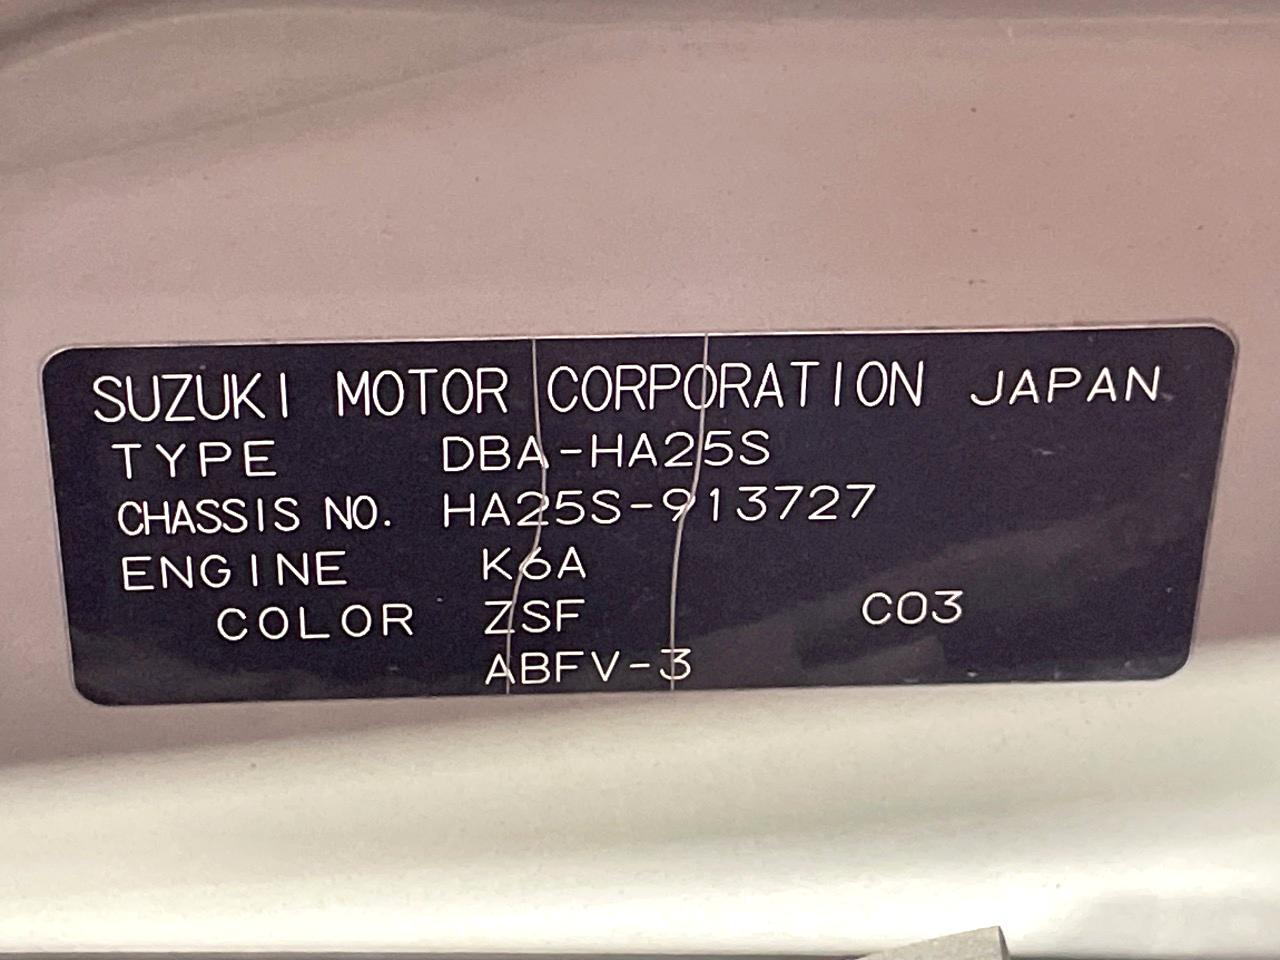 SUZUKI MOTOR CORPORATION JAPAN
TYPE DBA-HA25S
CHASSIS NO. HA25S-913727
ENGINE K6A
COLOR ZSF C03
ABFV-3